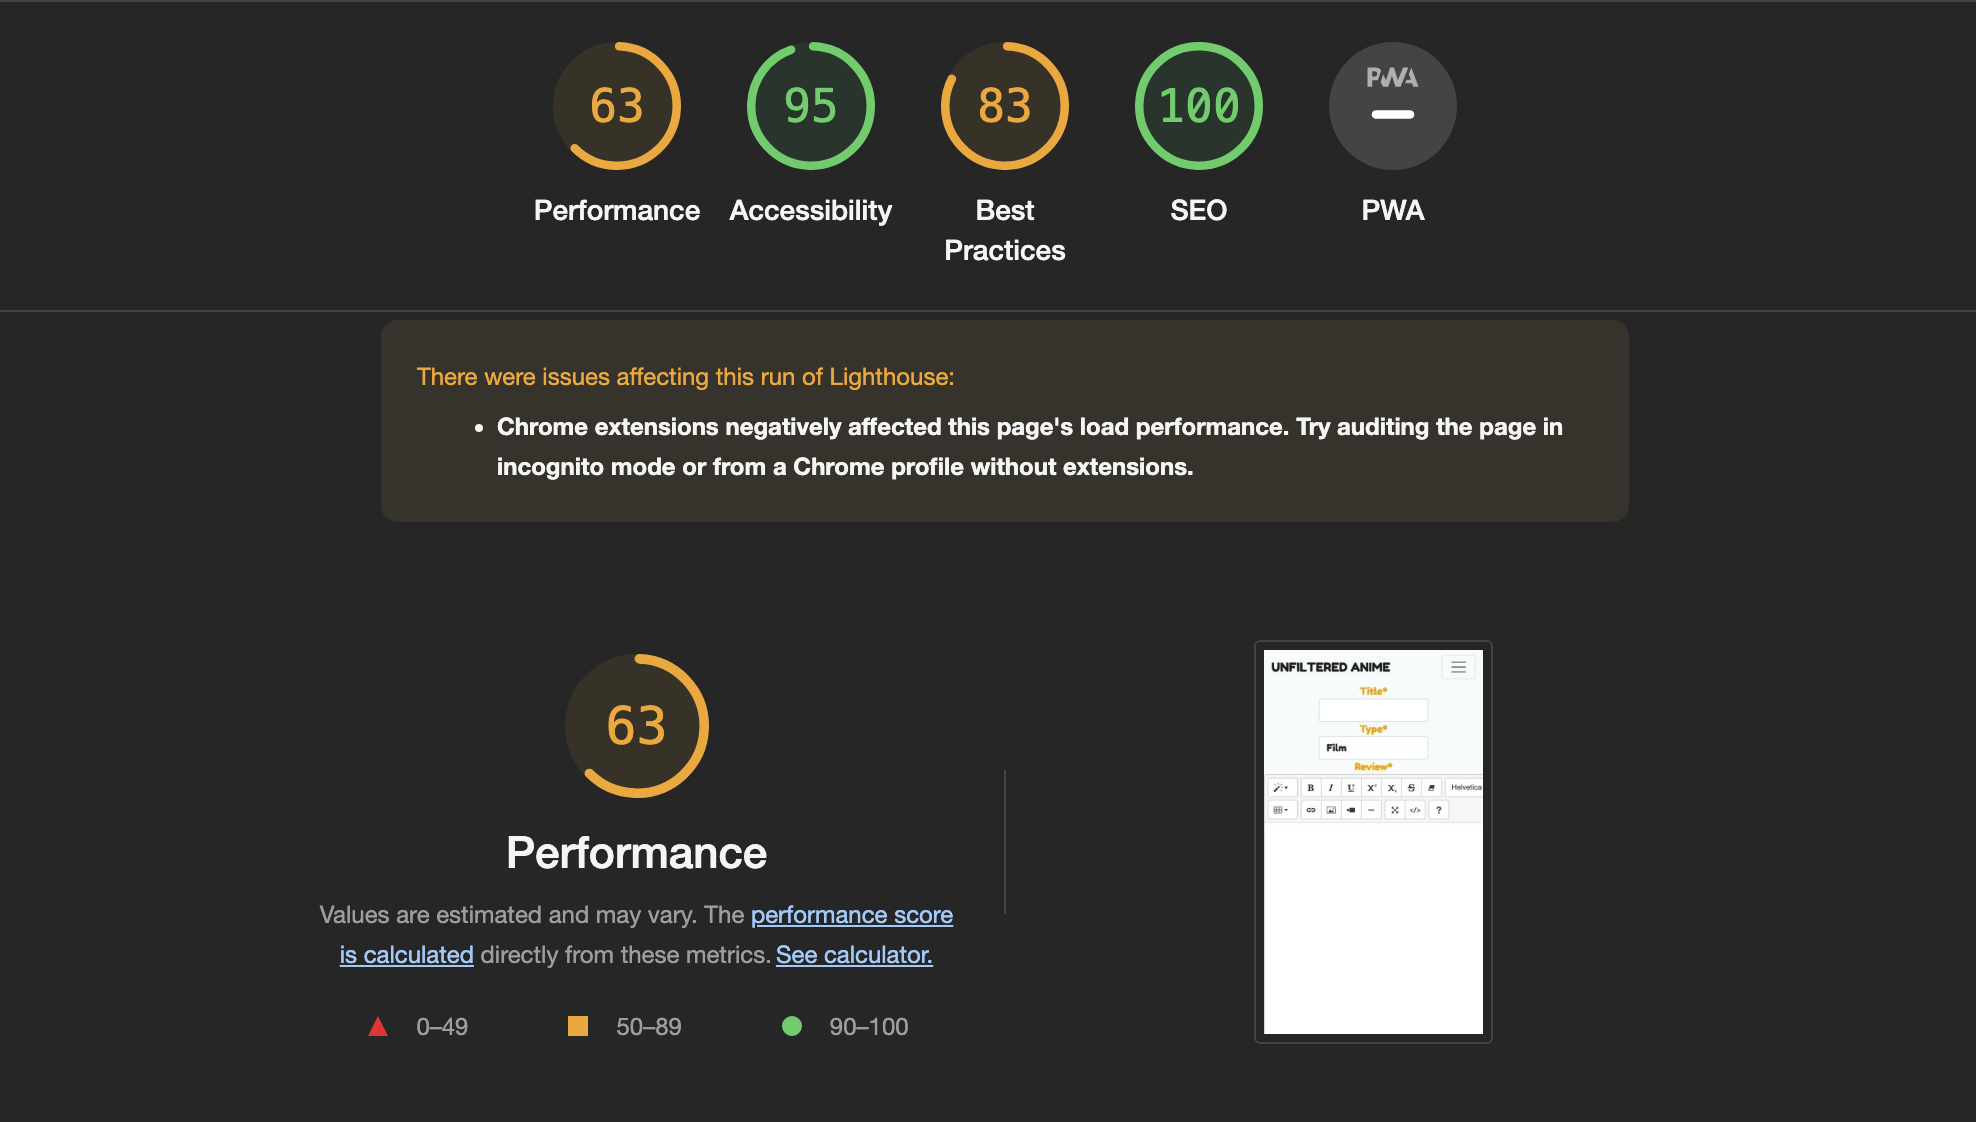 63
95
83
100
PWA
Performance
Accessibility
Best
Practices
SEO
PWA
There were issues affecting this run of Lighthouse:
• Chrome extensions negatively affected this page's load performance. Try auditing the page in
incognito mode or from a Chrome profile without extensions.
63
Performance
Values are estimated and may vary. The performance score
is calculated directly from these metrics. See calculator.
0–49
50–89
90–100
UNFILTERED ANIME
Title*
Type*
Film
Review*
B I U X¹ X, S Helvetica
</> ?